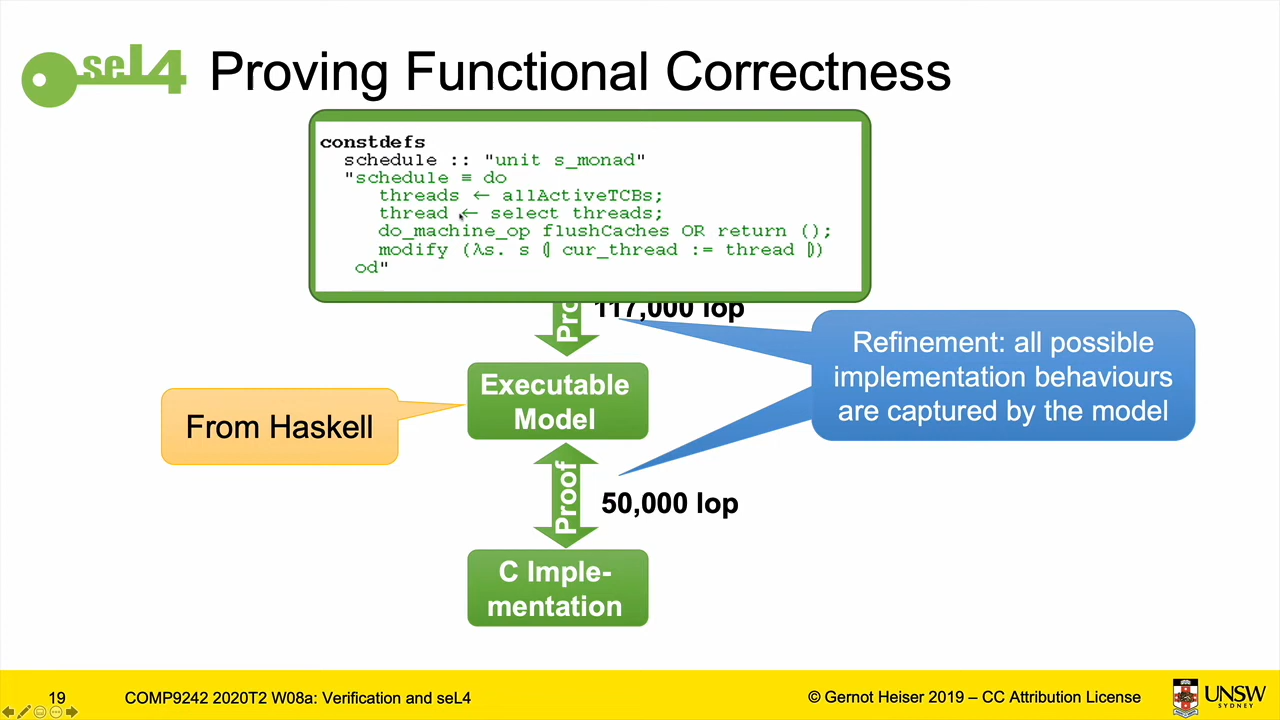 seL4
Proving Functional Correctness
constdefs
schedule :: "unit s_monad"
"schedule ≡ do
threads ← allActiveTCBs;
thread ← select threads;
do_machine_op flushCaches OR return ();
modify (λs. s ⦇ cur_thread := thread ⦈)
od"
117,000 lop
Refinement: all possible
implementation behaviours
are captured by the model
Executable
Model
From Haskell
Proof
50,000 lop
C Imple-
mentation
19
COMP9242 2020T2 W08a: Verification and seL4
© Gernot Heiser 2019 – CC Attribution License
UNSW
SYDNEY